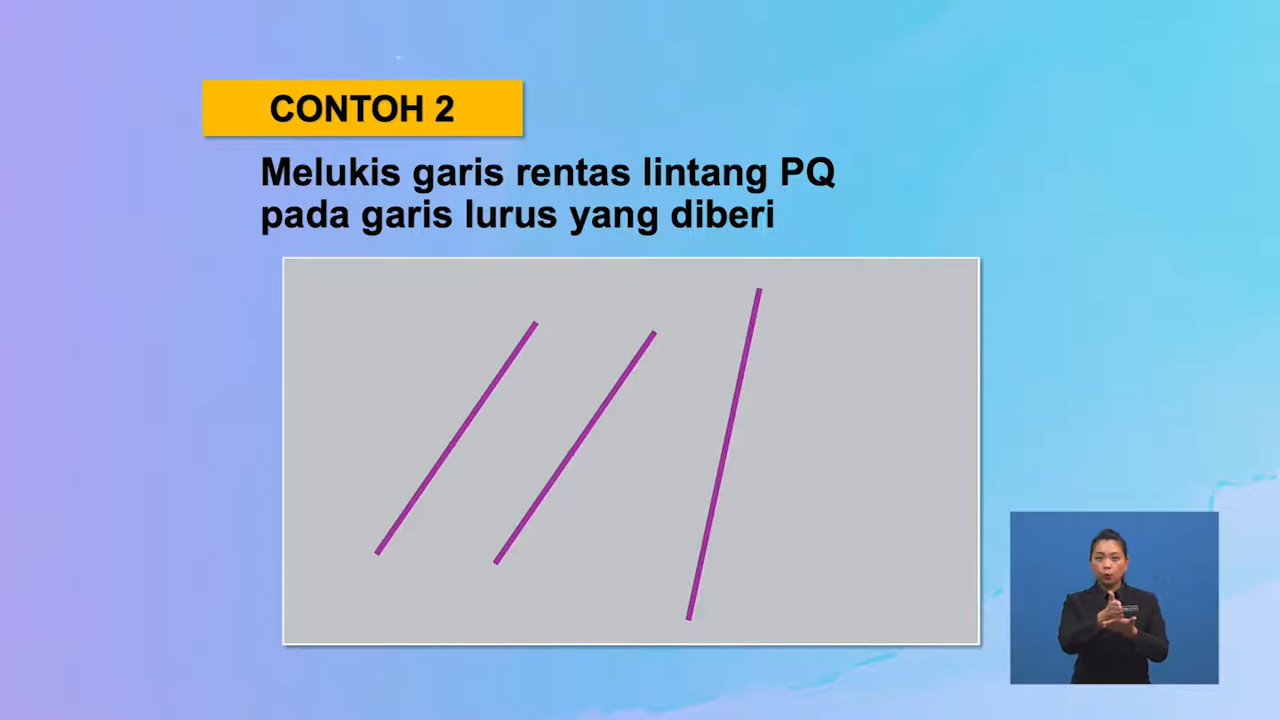 CONTOH 2
Melukis garis rentas lintang PQ
pada garis lurus yang diberi